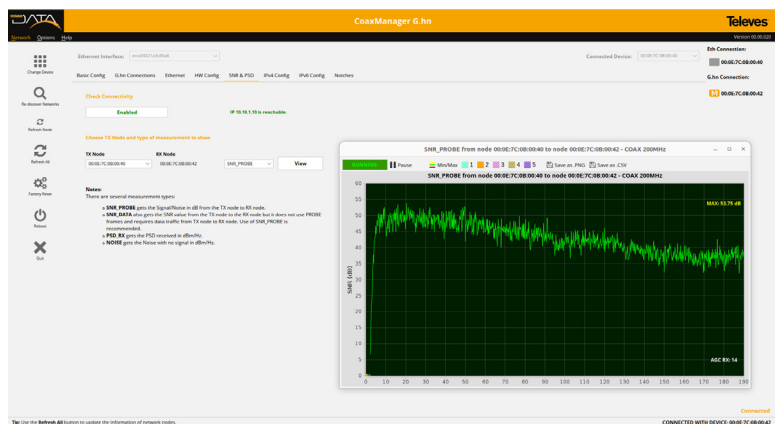 DATA
CoaxManager G.hn
Televes
Network Options Help
Version 00.00.020
Ethernet Interface:
Connected Device: 00:0E:7C:0B:00:40
Eth Connection:
00:0E:7C:0B:00:40
G.hn Connection:
M 00:0E:7C:0B:00:42
Change Device
Re-discover Networks
Refresh Node
Refresh All
Factory Reset
Reboot
Quit
Basic Config G.hn Connections Ethernet HW Config SNR & PSD IPv4 Config IPv6 Config Notches
Check Connectivity
Enabled
IP 10.10.1.10 is reachable.
Choose TX Node and type of measurement to show
TX Node RX Node
00:0E:7C:0B:00:40 00:0E:7C:0B:00:42 SNR_PROBE View
Notes:
There are several measurement types:
o SNR_PROBE gets the Signal/Noise in dB from the TX node to RX node.
o SNR_DATA also gets the SNR value from the TX node to the RX node but it does not use PROBE
frames and requires data traffic from TX node to RX node. Use of SNR_PROBE is
recommended.
o PSD_RX gets the PSD received in dBm/Hz.
o NOISE gets the Noise with no signal in dBm/Hz.
SNR_PROBE from node 00:0E:7C:0B:00:40 to node 00:0E:7C:0B:00:42 - COAX 200MHz
RUNNING Pause Min/Max 1 2 3 4 5 Save as .PNG Save as .CSV
SNR_PROBE from node 00:0E:7C:0B:00:40 to node 00:0E:7C:0B:00:42 - COAX 200MHz
MAX: 53.75 dB
SNR (dB)
60
55
50
45
40
35
30
25
20
15
10
5
0
AGC RX: 14
0 10 20 30 40 50 60 70 80 90 100 110 120 130 140 150 160 170 180 190
Connected
Tip: Use the Refresh All button to update the information of network nodes.
CONNECTED WITH DEVICE: 00:0E:7C:0B:00:42